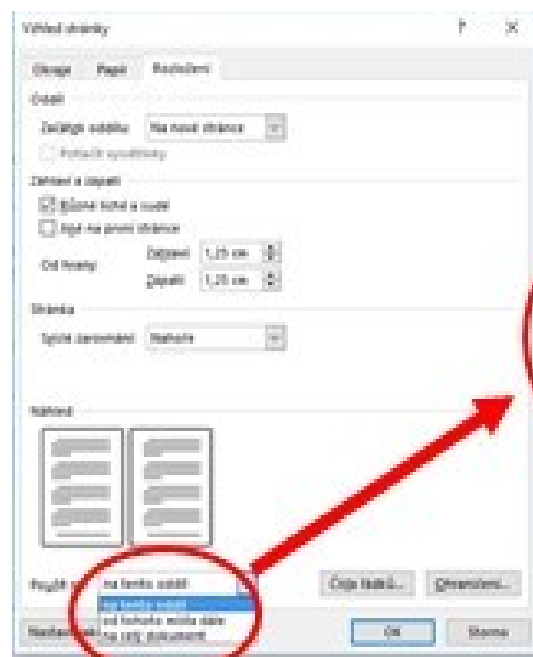 Vzhled stránky ? X
Okraje Papír Rozložení
Oddíl
Začátek oddílu Na nové stránce
Potlačit vysvětlivky
Záhlaví a zápatí
Různé liché a sudé
Jiné na první stránce
Od hrany
Záhlaví 1,25 cm
Zápatí 1,25 cm
Stránka
Svislé zarovnání Nahoře
Náhled
Použít na tento oddíl Čísla řádků... Ohraničení...
na tento oddíl
od tohoto místa dále
na celý dokument
OK Storno